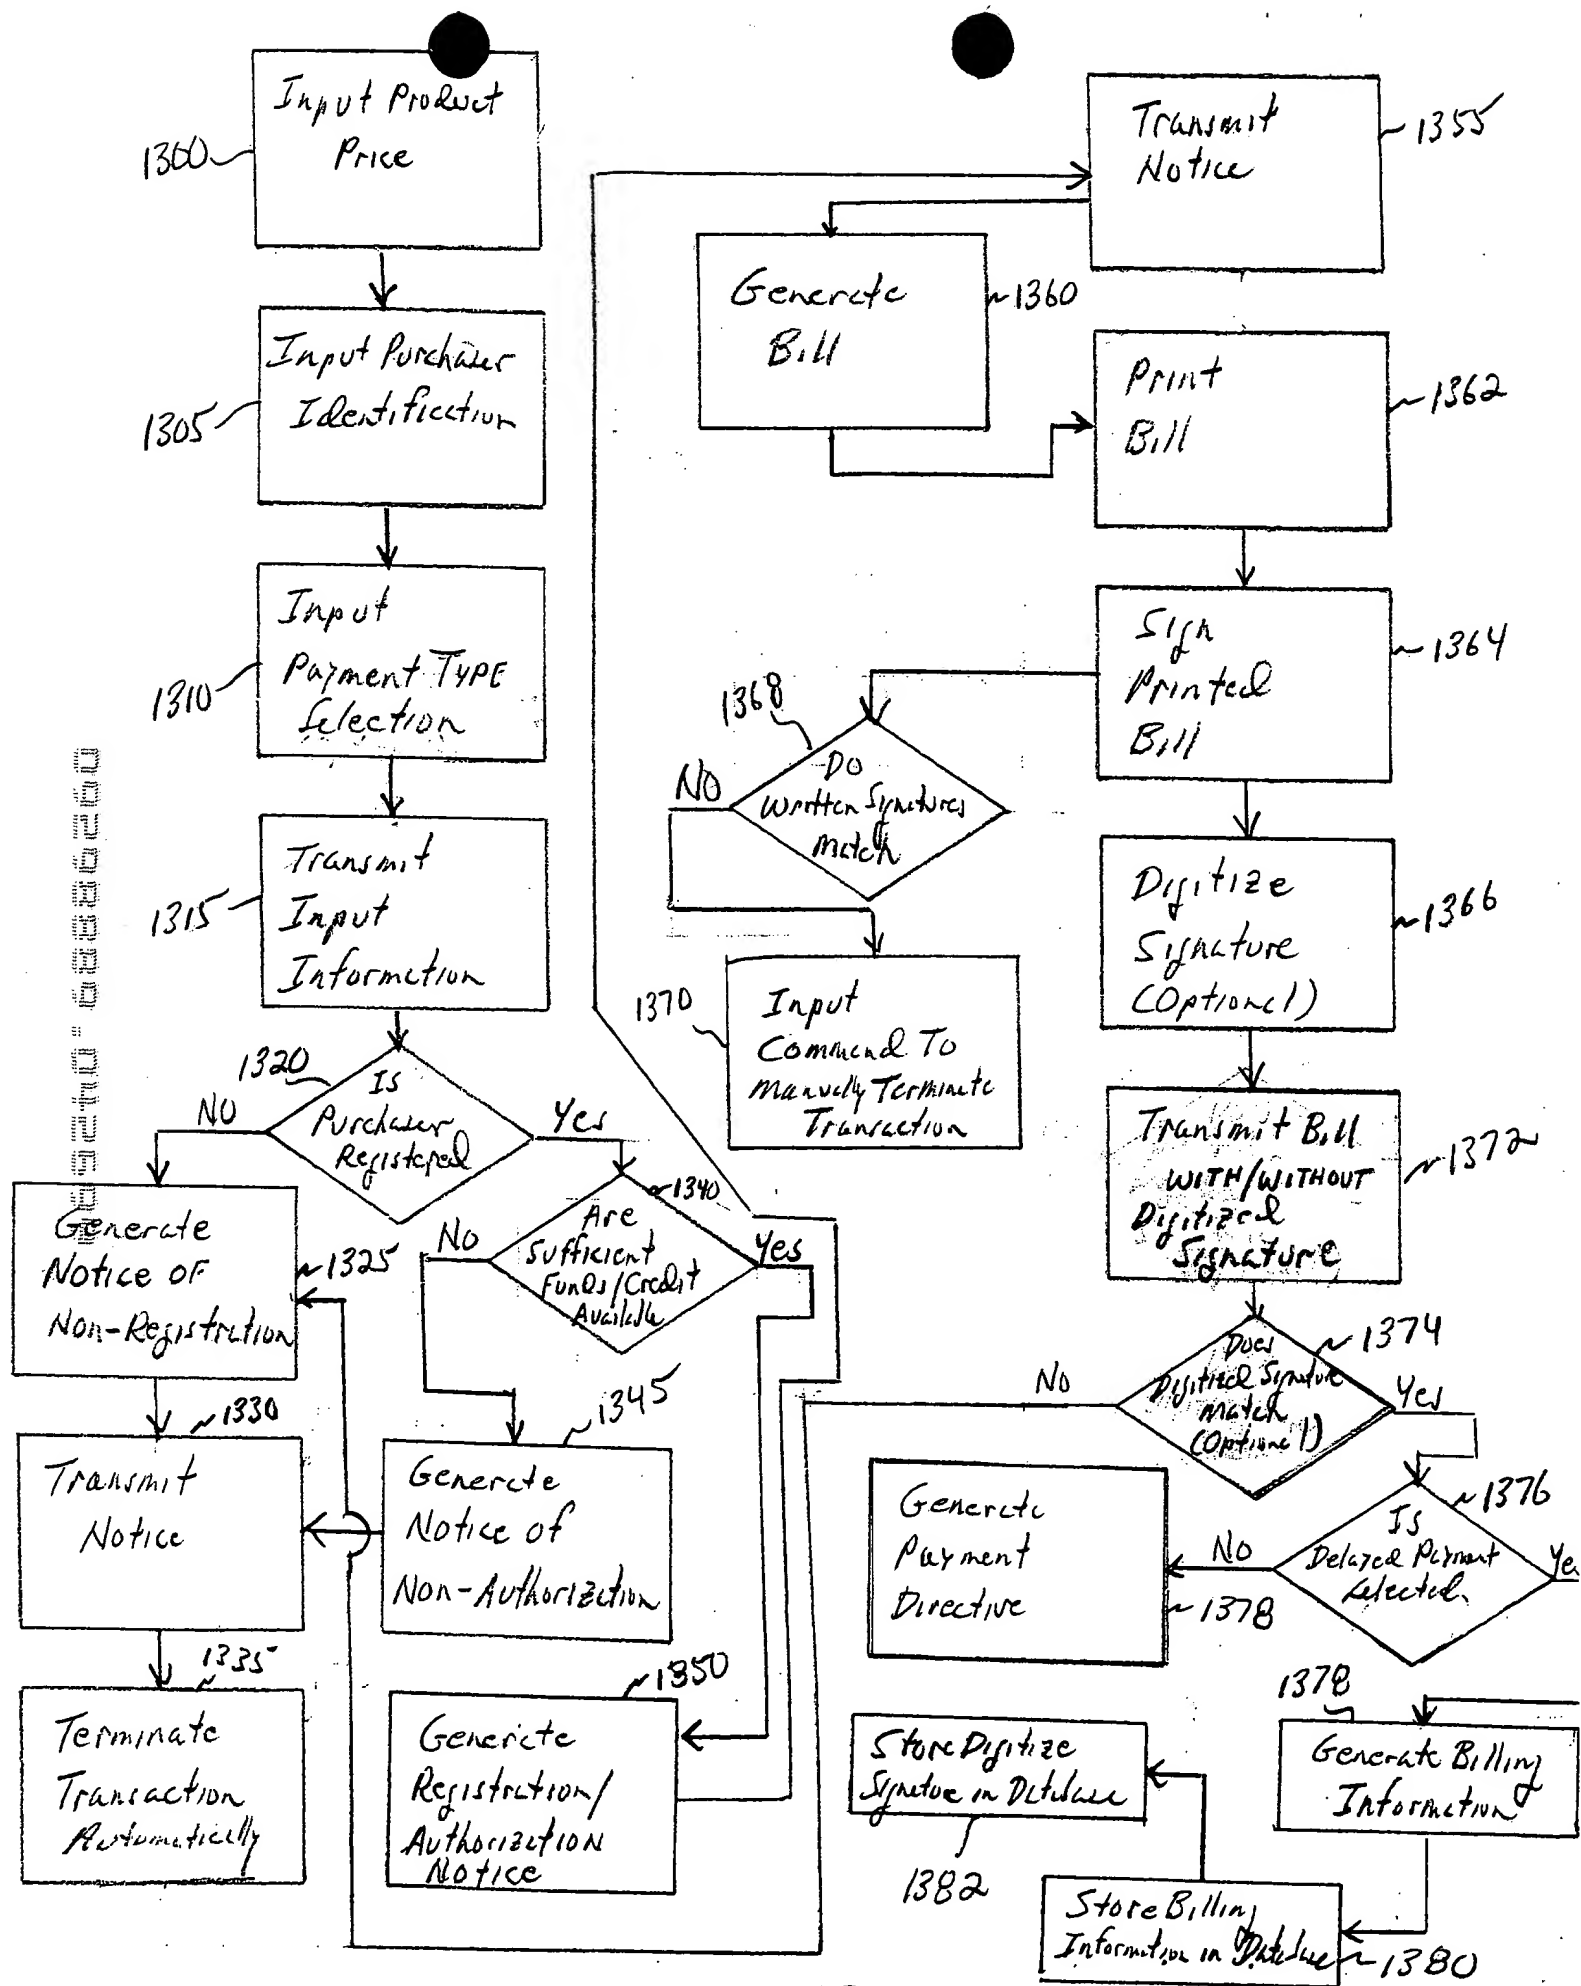 Input Product
Price
1300
Input Purchaser
Identification
1305
Input
Payment TYPE
Selection
1310
Transmit
Input
Information
1315
1320
Is
Purchaser
Registered
NO
Yes
Generate
Notice OF
Non-Registration
1325
1330
Transmit
Notice
1335
Terminate
Transaction
Automatically
1340
Are
Sufficient
Funds/Credit
Available
No
Yes
1345
Generate
Notice of
Non-Authorization
1350
Generate
Registration/
Authorization
Notice
Transmit
Notice
1355
Generate
Bill
1360
Print
Bill
1362
Sign
Printed
Bill
1364
1368
Do
Written Signatures
Match
NO
1370
Input
Command To
Manually Terminate
Transaction
Digitize
Signature
(Optional)
1366
Transmit Bill
WITH/WITHOUT
Digitized
Signature
1372
1374
Does
Digitized Signature
Match
(Optional)
No
Yes
1376
Is
Delayed Payment
Selected
No
Ye
Generate
Payment
Directive
1378
1378
Generate Billing
Information
Store Digitize
Signature in Database
1382
Store Billing
Information in Database
1380